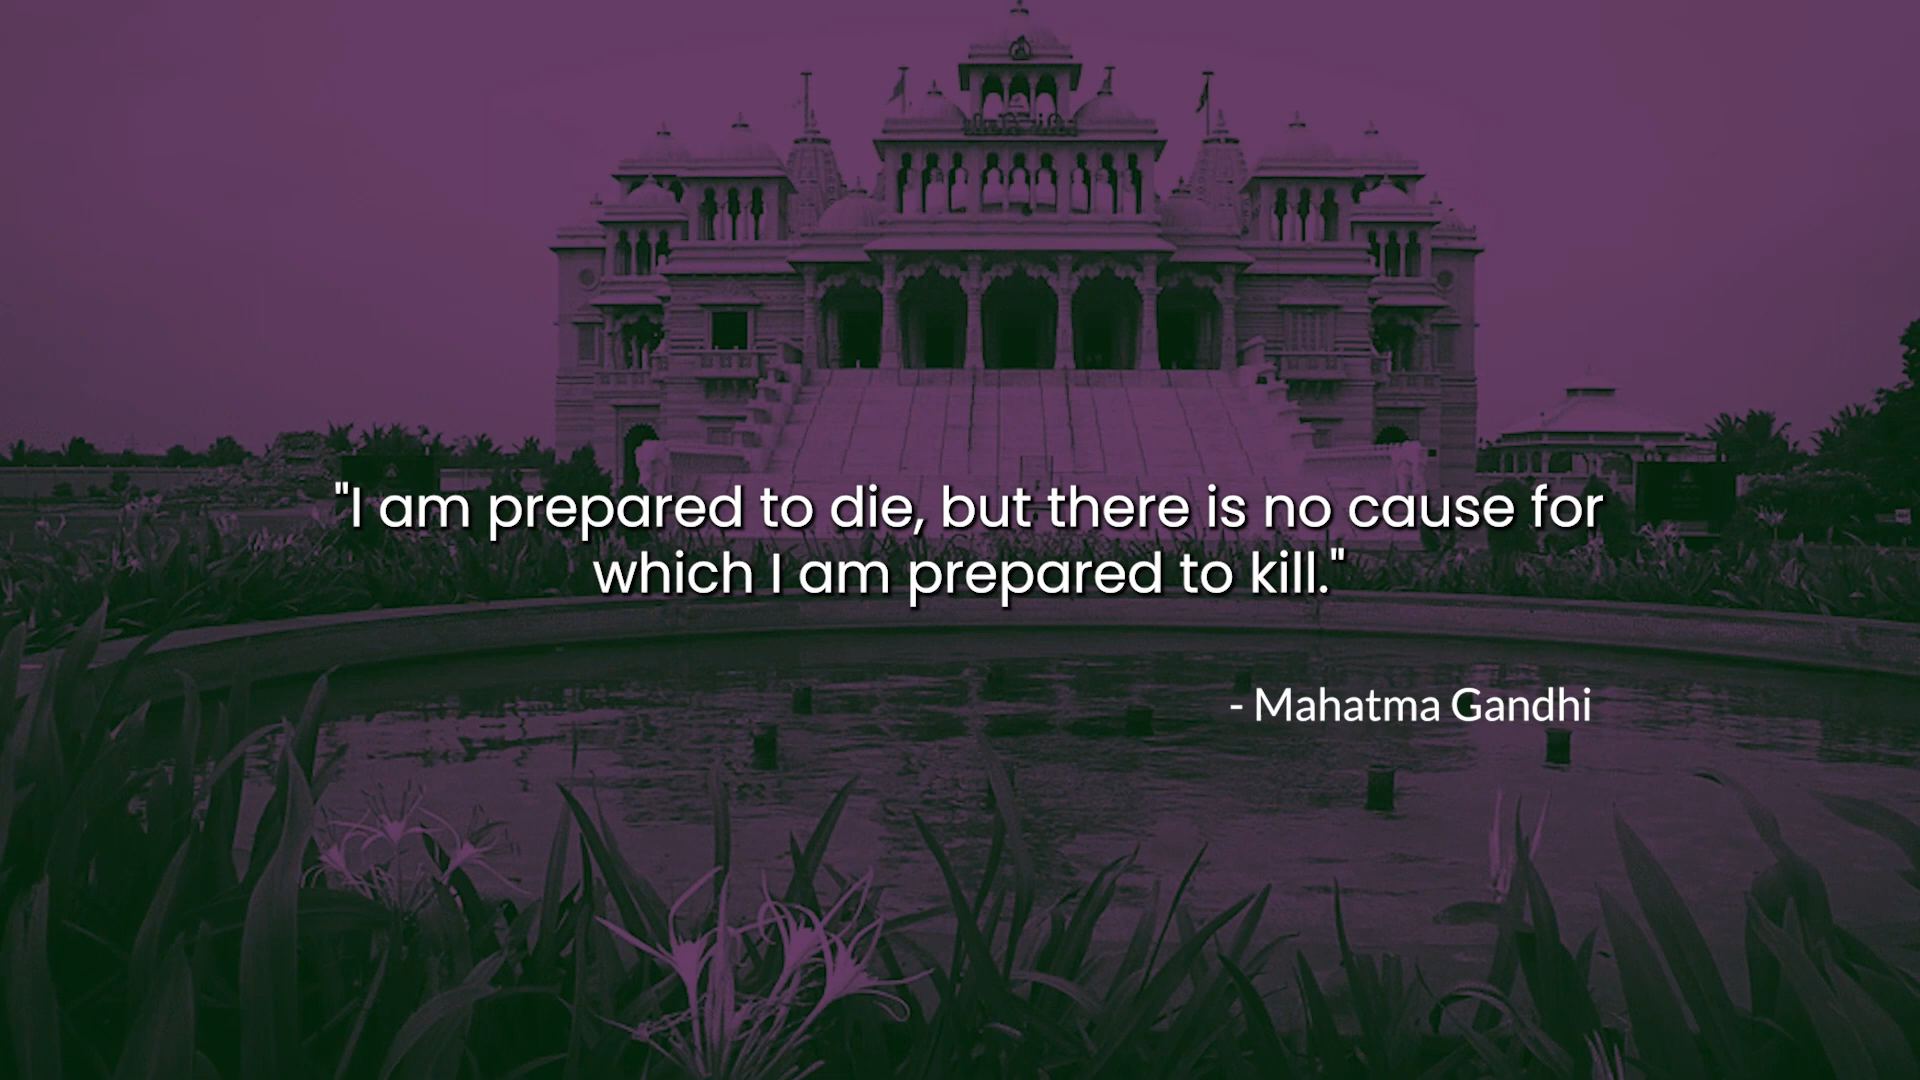 "I am prepared to die, but there is no cause for
which I am prepared to kill."
- Mahatma Gandhi